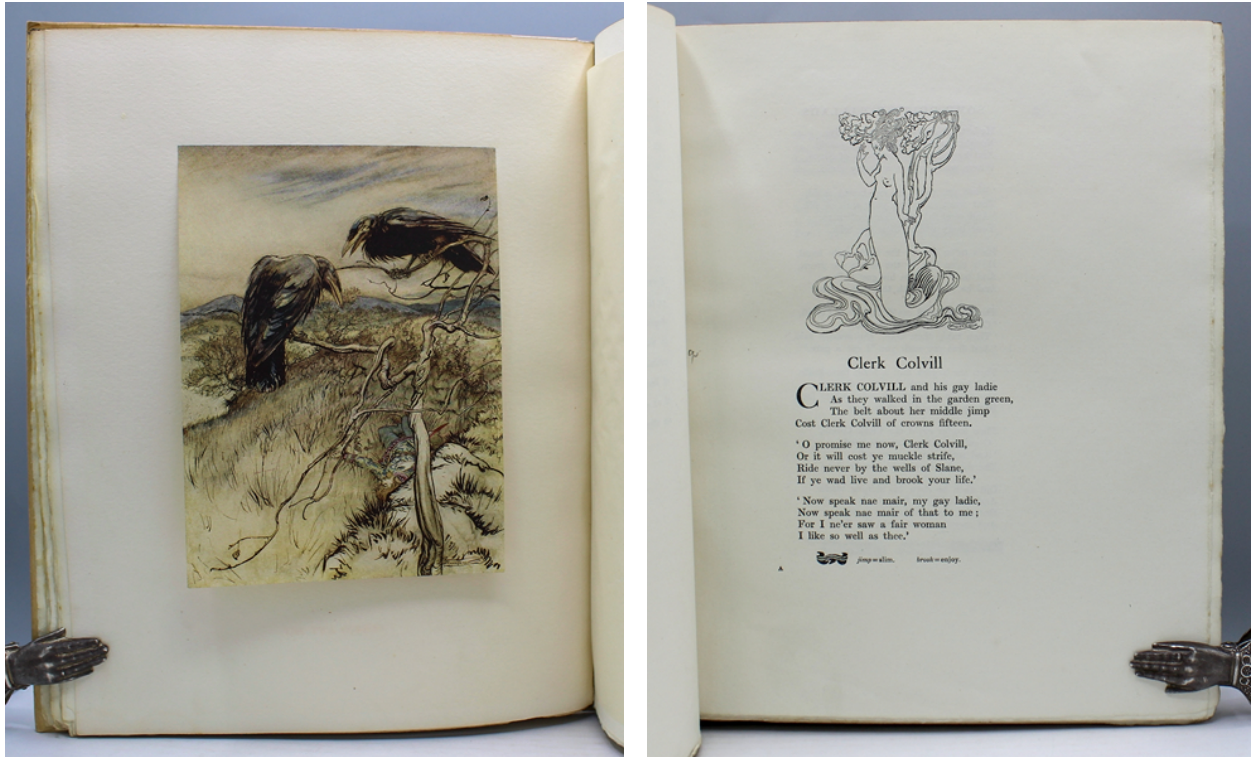 Clerk Colvill
CLERK COLVILL and his gay ladie
As they walked in the garden green,
The belt about her middle jimp
Cost Clerk Colvill of crowns fifteen.
' O promise me now, Clerk Colvill,
Or it will cost ye muckle strife,
Ride never by the wells of Slane,
If ye wad live and brook your life.'
' Now speak nae mair, my gay ladie,
Now speak nae mair of that to me ;
For I ne'er saw a fair woman
I like so well as thee.'
jimp=slim. brook=enjoy.
A